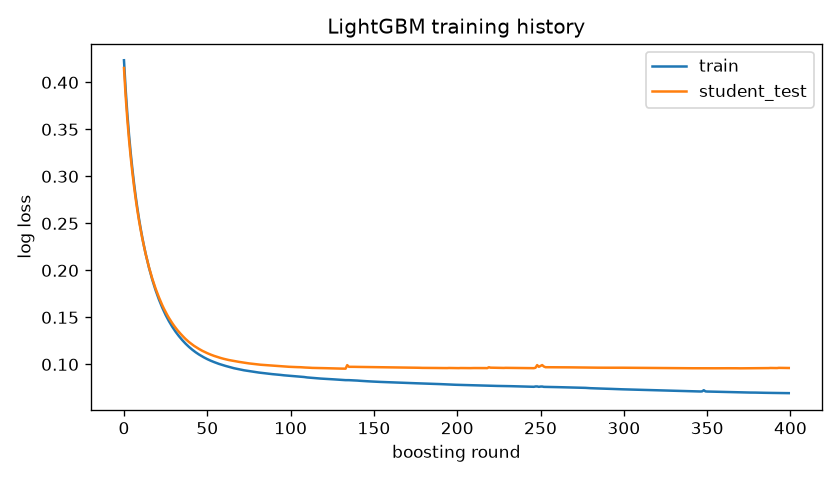 LightGBM training history
train
student_test
log loss
0.40
0.35
0.30
0.25
0.20
0.15
0.10
0 50 100 150 200 250 300 350 400
boosting round